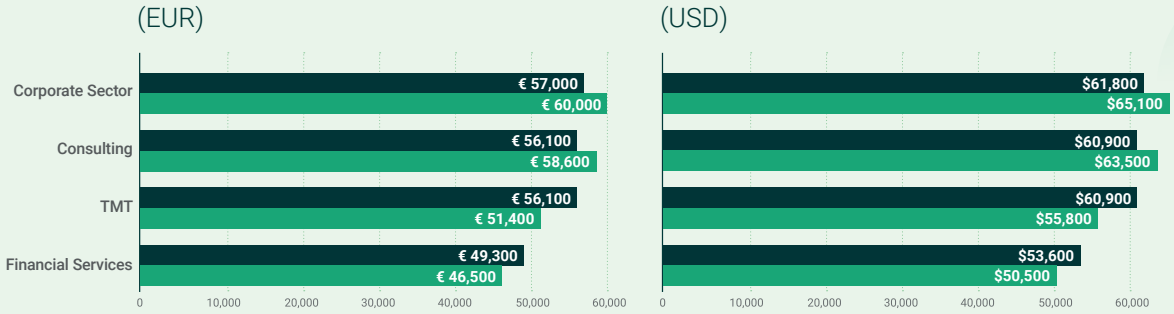 (EUR)
(USD)
Corporate Sector
€ 57,000
€ 60,000
$61,800
$65,100
Consulting
€ 56,100
€ 58,600
$60,900
$63,500
TMT
€ 56,100
€ 51,400
$60,900
$55,800
Financial Services
€ 49,300
€ 46,500
$53,600
$50,500
0 10,000 20,000 30,000 40,000 50,000 60,000
0 10,000 20,000 30,000 40,000 50,000 60,000